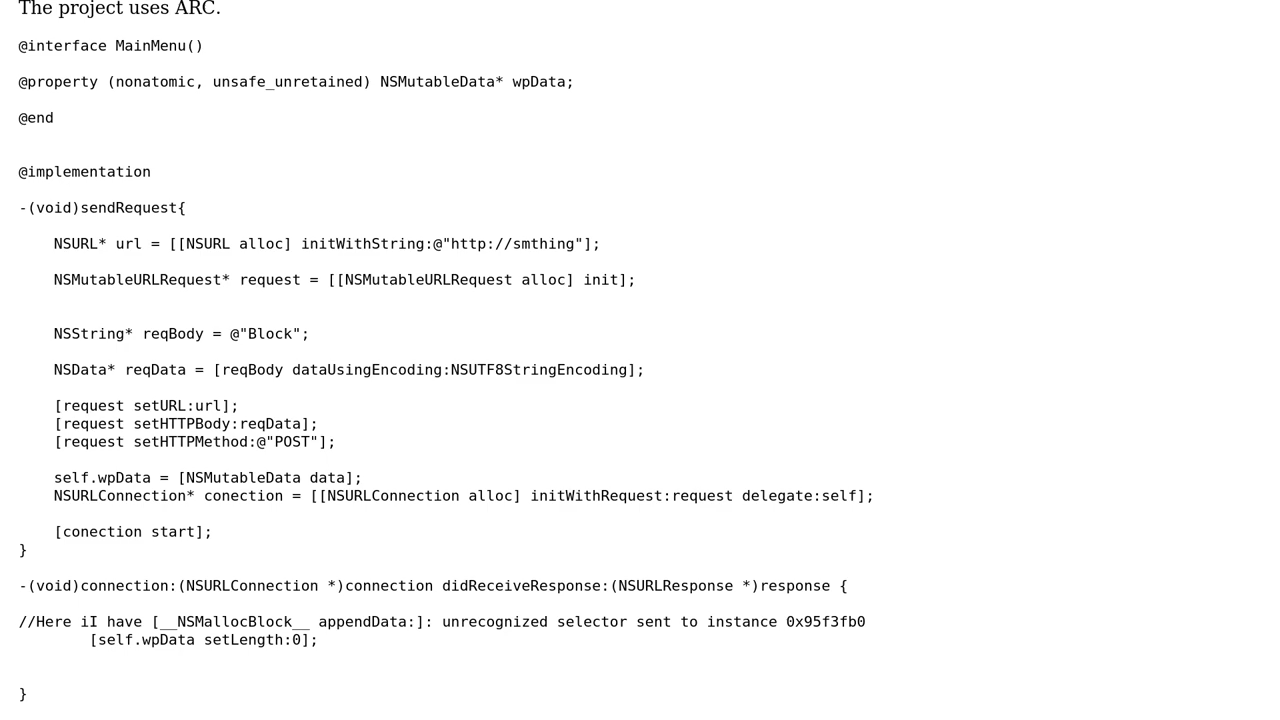 The project uses ARC.
@interface MainMenu()
@property (nonatomic, unsafe_unretained) NSMutableData* wpData;
@end
@implementation
-(void)sendRequest{
NSURL* url = [[NSURL alloc] initWithString:@"http://smthing"];
NSMutableURLRequest* request = [[NSMutableURLRequest alloc] init];
NSString* reqBody = @"Block";
NSData* reqData = [reqBody dataUsingEncoding:NSUTF8StringEncoding];
[request setURL:url];
[request setHTTPBody:reqData];
[request setHTTPMethod:@"POST"];
self.wpData = [NSMutableData data];
NSURLConnection* conection = [[NSURLConnection alloc] initWithRequest:request delegate:self];
[conection start];
}
-(void)connection:(NSURLConnection *)connection didReceiveResponse:(NSURLResponse *)response {
//Here iI have [__NSMallocBlock__ appendData:]: unrecognized selector sent to instance 0x95f3fb0
[self.wpData setLength:0];
}